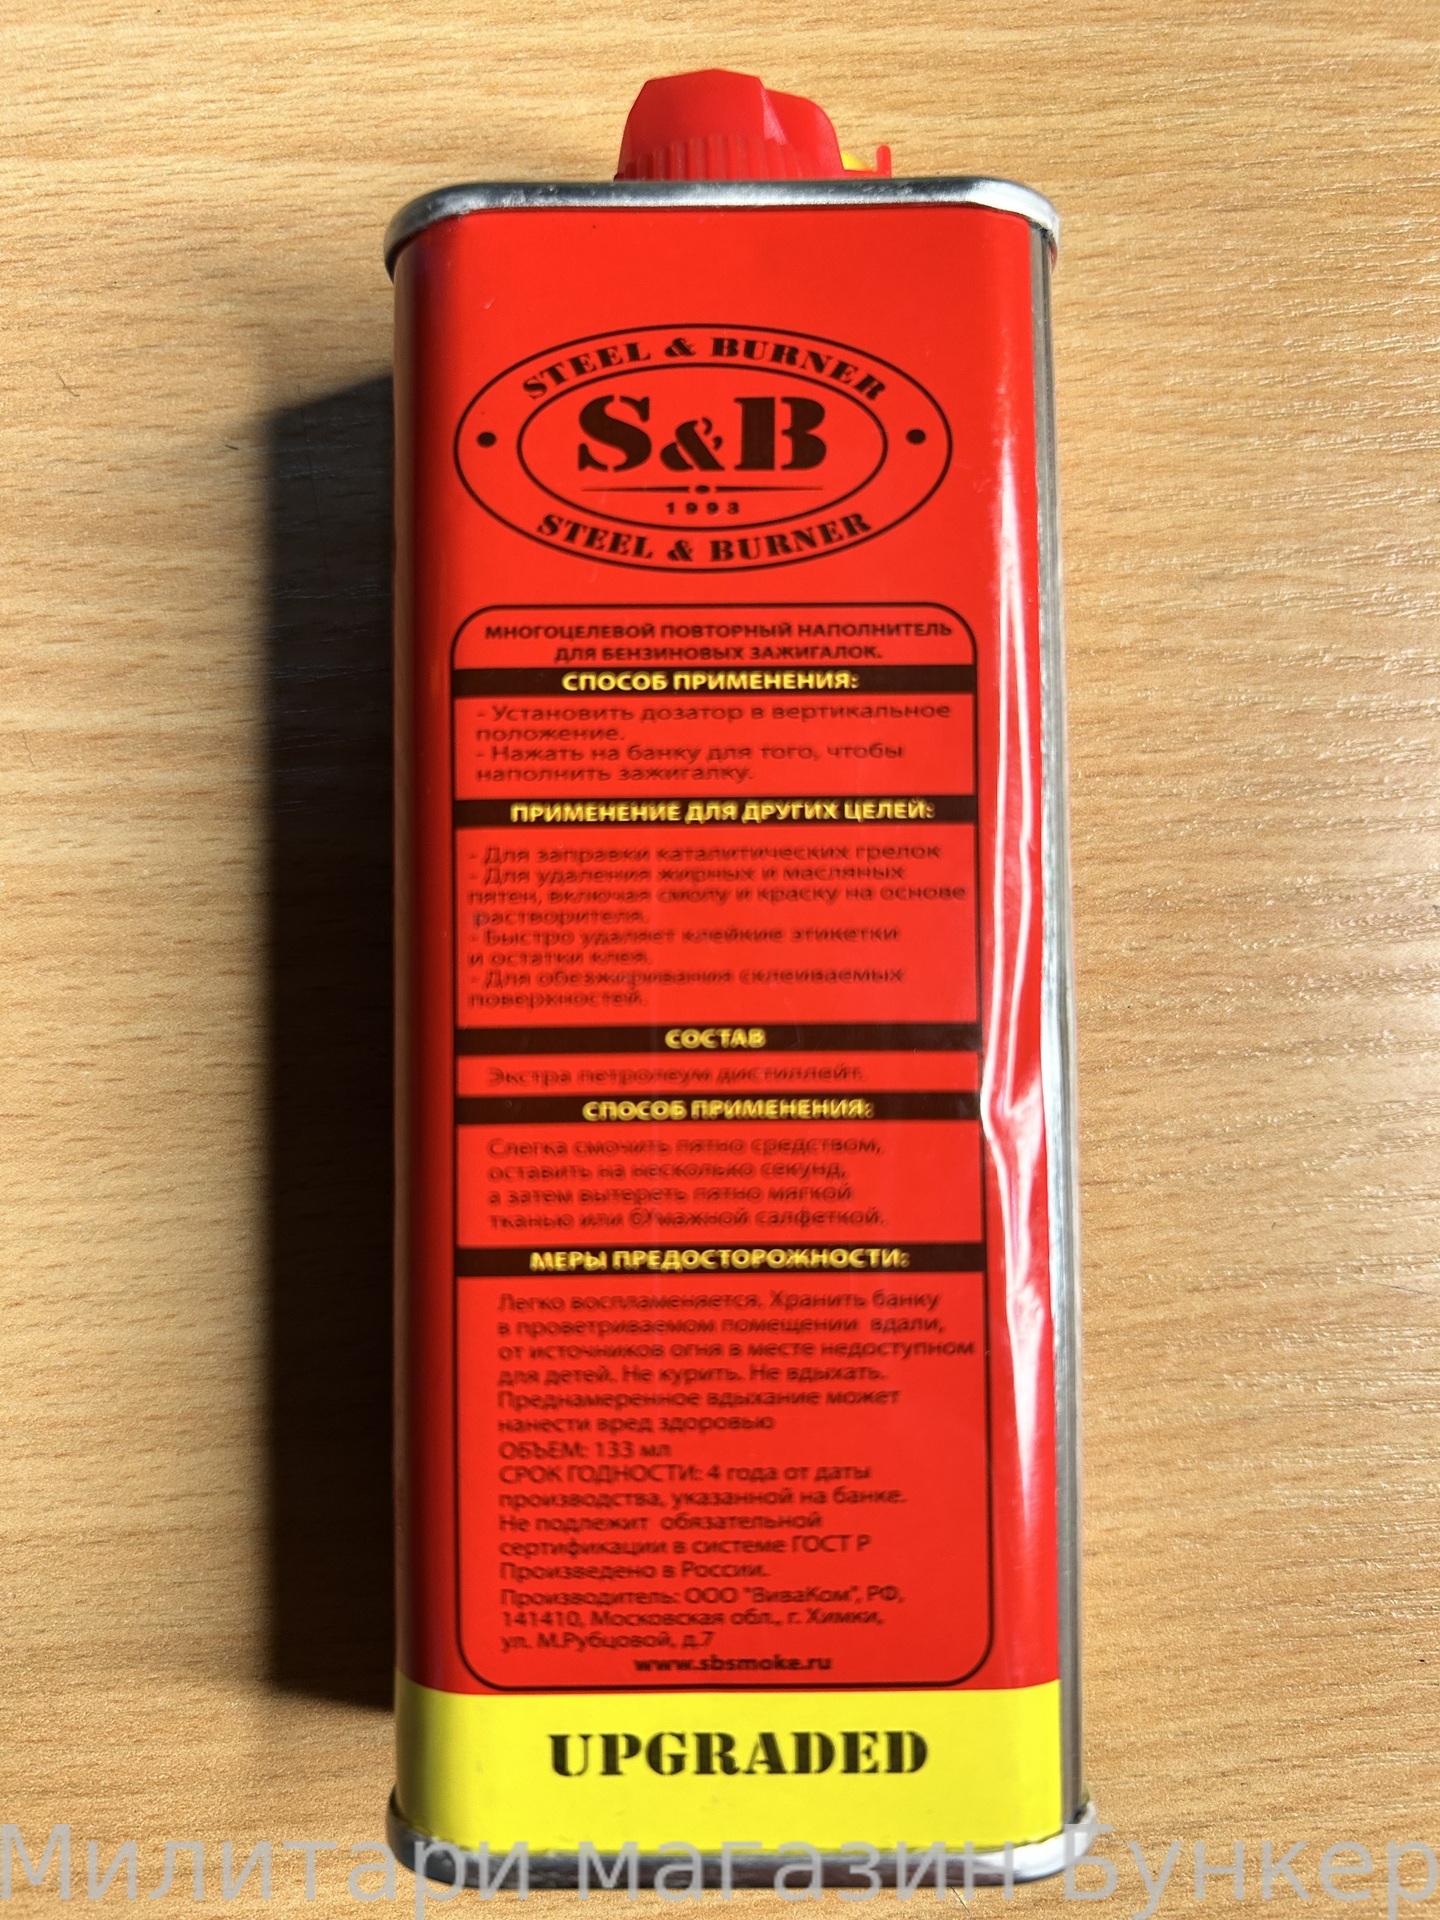 STEEL & BURNER
S&B
1993
STEEL & BURNER
МНОГОЦЕЛЕВОЙ ПОВТОРНЫЙ НАПОЛНИТЕЛЬ
ДЛЯ БЕНЗИНОВЫХ ЗАЖИГАЛОК.
СПОСОБ ПРИМЕНЕНИЯ:
- Установить дозатор в вертикальное
положение.
- Нажать на банку для того, чтобы
наполнить зажигалку.
ПРИМЕНЕНИЕ ДЛЯ ДРУГИХ ЦЕЛЕЙ:
- Для заправки каталитических грелок
- Для удаления жирных и масляных
пятен, включая смолу и краску на основе
растворителя.
- Быстро удаляет клейкие этикетки
и остатки клея.
- Для обезжиривания склеиваемых
поверхностей.
СОСТАВ
Экстра петролеум дистиллейт.
СПОСОБ ПРИМЕНЕНИЯ:
Слегка смочить пятно средством,
оставить на несколько секунд,
а затем вытереть пятно мягкой
тканью или бумажной салфеткой.
МЕРЫ ПРЕДОСТОРОЖНОСТИ:
Легко воспламеняется. Хранить банку
в проветриваемом помещении вдали,
от источников огня в месте недоступном
для детей. Не курить. Не вдыхать.
Преднамеренное вдыхание может
нанести вред здоровью
ОБЪЕМ: 133 мл
СРОК ГОДНОСТИ: 4 года от даты
производства, указанной на банке.
Не подлежит обязательной
сертификации в системе ГОСТ Р
Произведено в России.
Производитель: ООО "ВиваКом", РФ,
141410, Московская обл., г. Химки,
ул. М.Рубцовой, д.7
www.sbsmoke.ru
UPGRADED
Милитари магазин Бункер